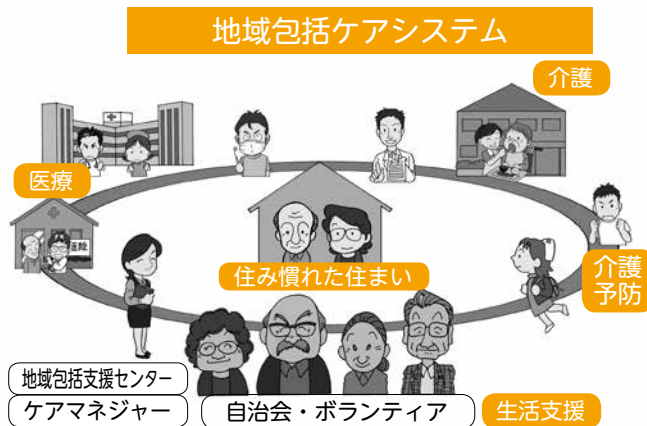 地域包括ケアシステム
介護
医療
医院
住み慣れた住まい
介護
予防
地域包括支援センター
ケアマネジャー
自治会・ボランティア
生活支援